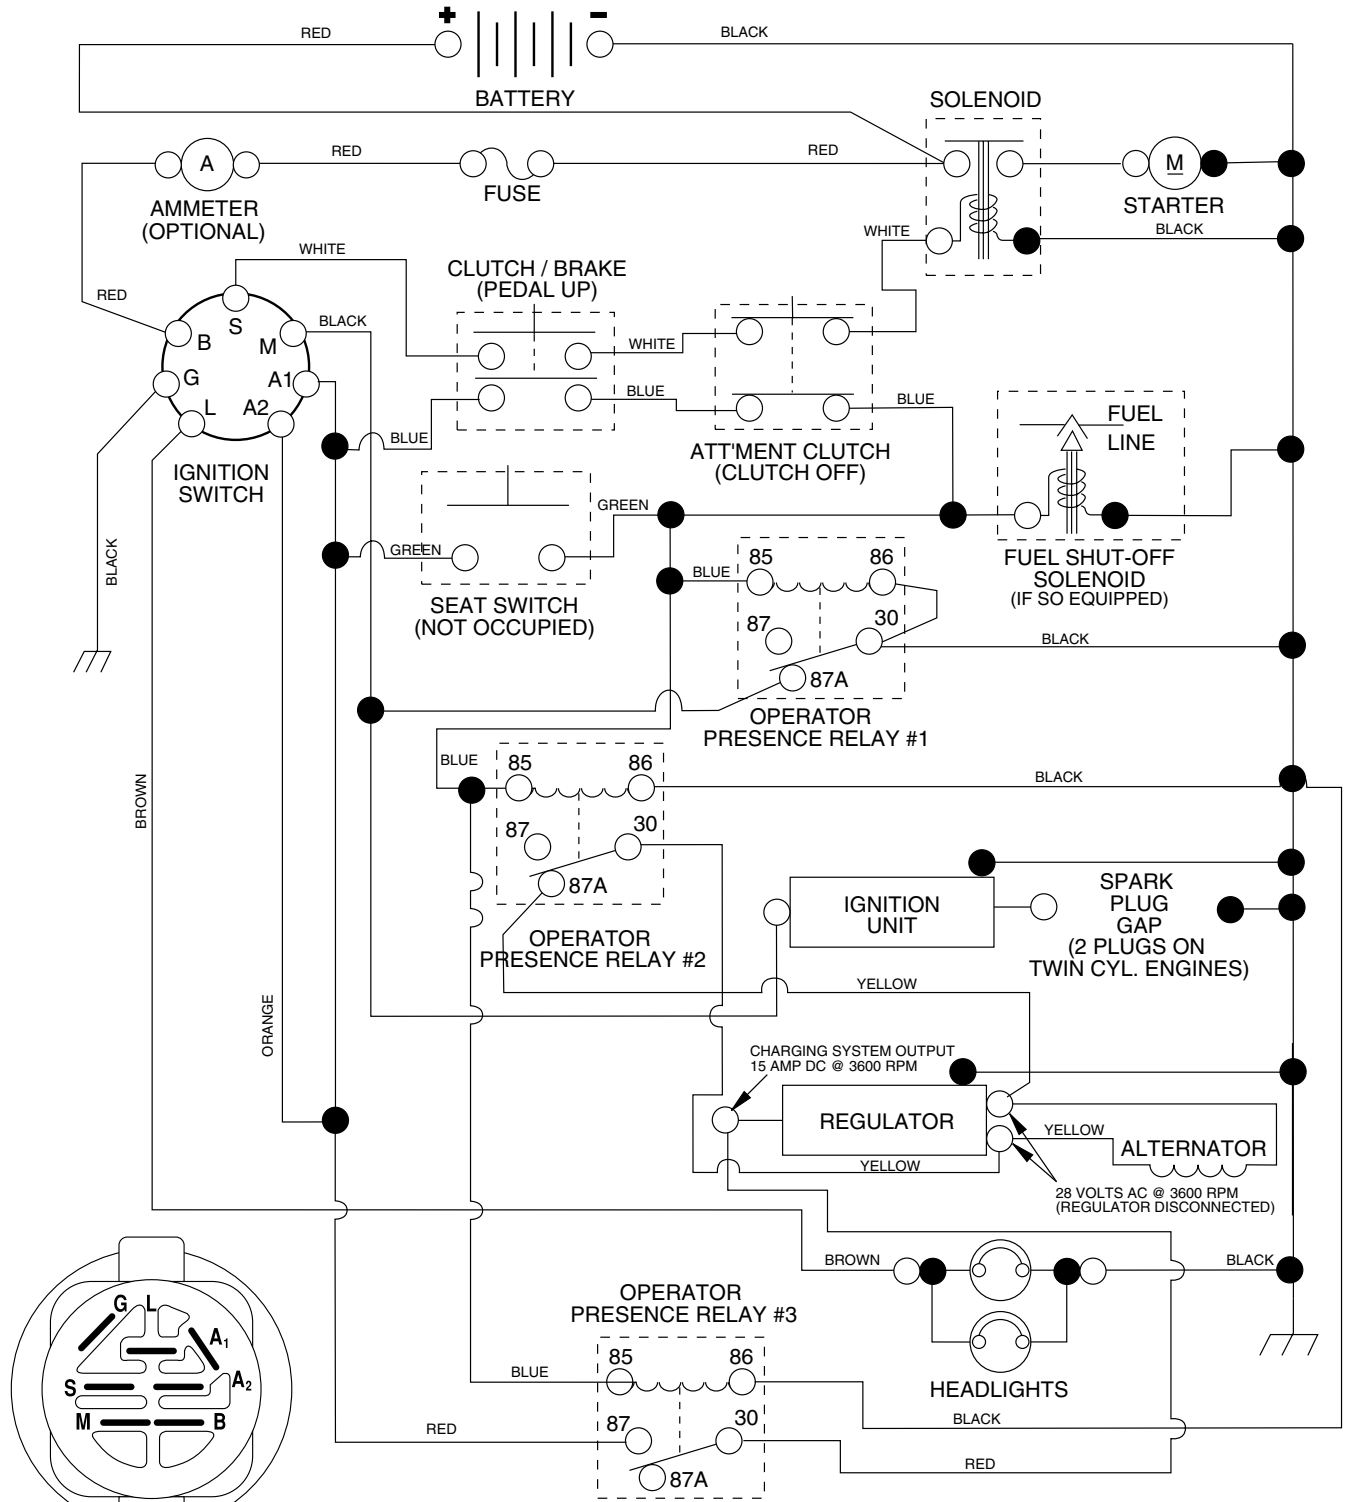 + -
RED
BLACK
BATTERY
SOLENOID
RED
RED
A
FUSE
M
AMMETER
(OPTIONAL)
STARTER
WHITE
BLACK
WHITE
CLUTCH / BRAKE
(PEDAL UP)
RED
S
BLACK
B
M
WHITE
G
A1
L
A2
BLUE
BLUE
BLUE
FUEL
LINE
IGNITION
SWITCH
ATT'MENT CLUTCH
(CLUTCH OFF)
GREEN
GREEN
BLACK
SEAT SWITCH
(NOT OCCUPIED)
BLUE
85
86
87
30
87A
FUEL SHUT-OFF
SOLENOID
(IF SO EQUIPPED)
BLACK
OPERATOR
PRESENCE RELAY #1
BLUE
85
86
BLACK
BROWN
87
30
87A
IGNITION
UNIT
SPARK
PLUG
GAP
(2 PLUGS ON
TWIN CYL. ENGINES)
OPERATOR
PRESENCE RELAY #2
YELLOW
ORANGE
CHARGING SYSTEM OUTPUT
15 AMP DC @ 3600 RPM
REGULATOR
YELLOW
ALTERNATOR
YELLOW
28 VOLTS AC @ 3600 RPM
(REGULATOR DISCONNECTED)
BROWN
BLACK
HEADLIGHTS
OPERATOR
PRESENCE RELAY #3
BLUE
85
86
BLACK
RED
87
30
87A
RED
G L
A1
S
A2
M
B